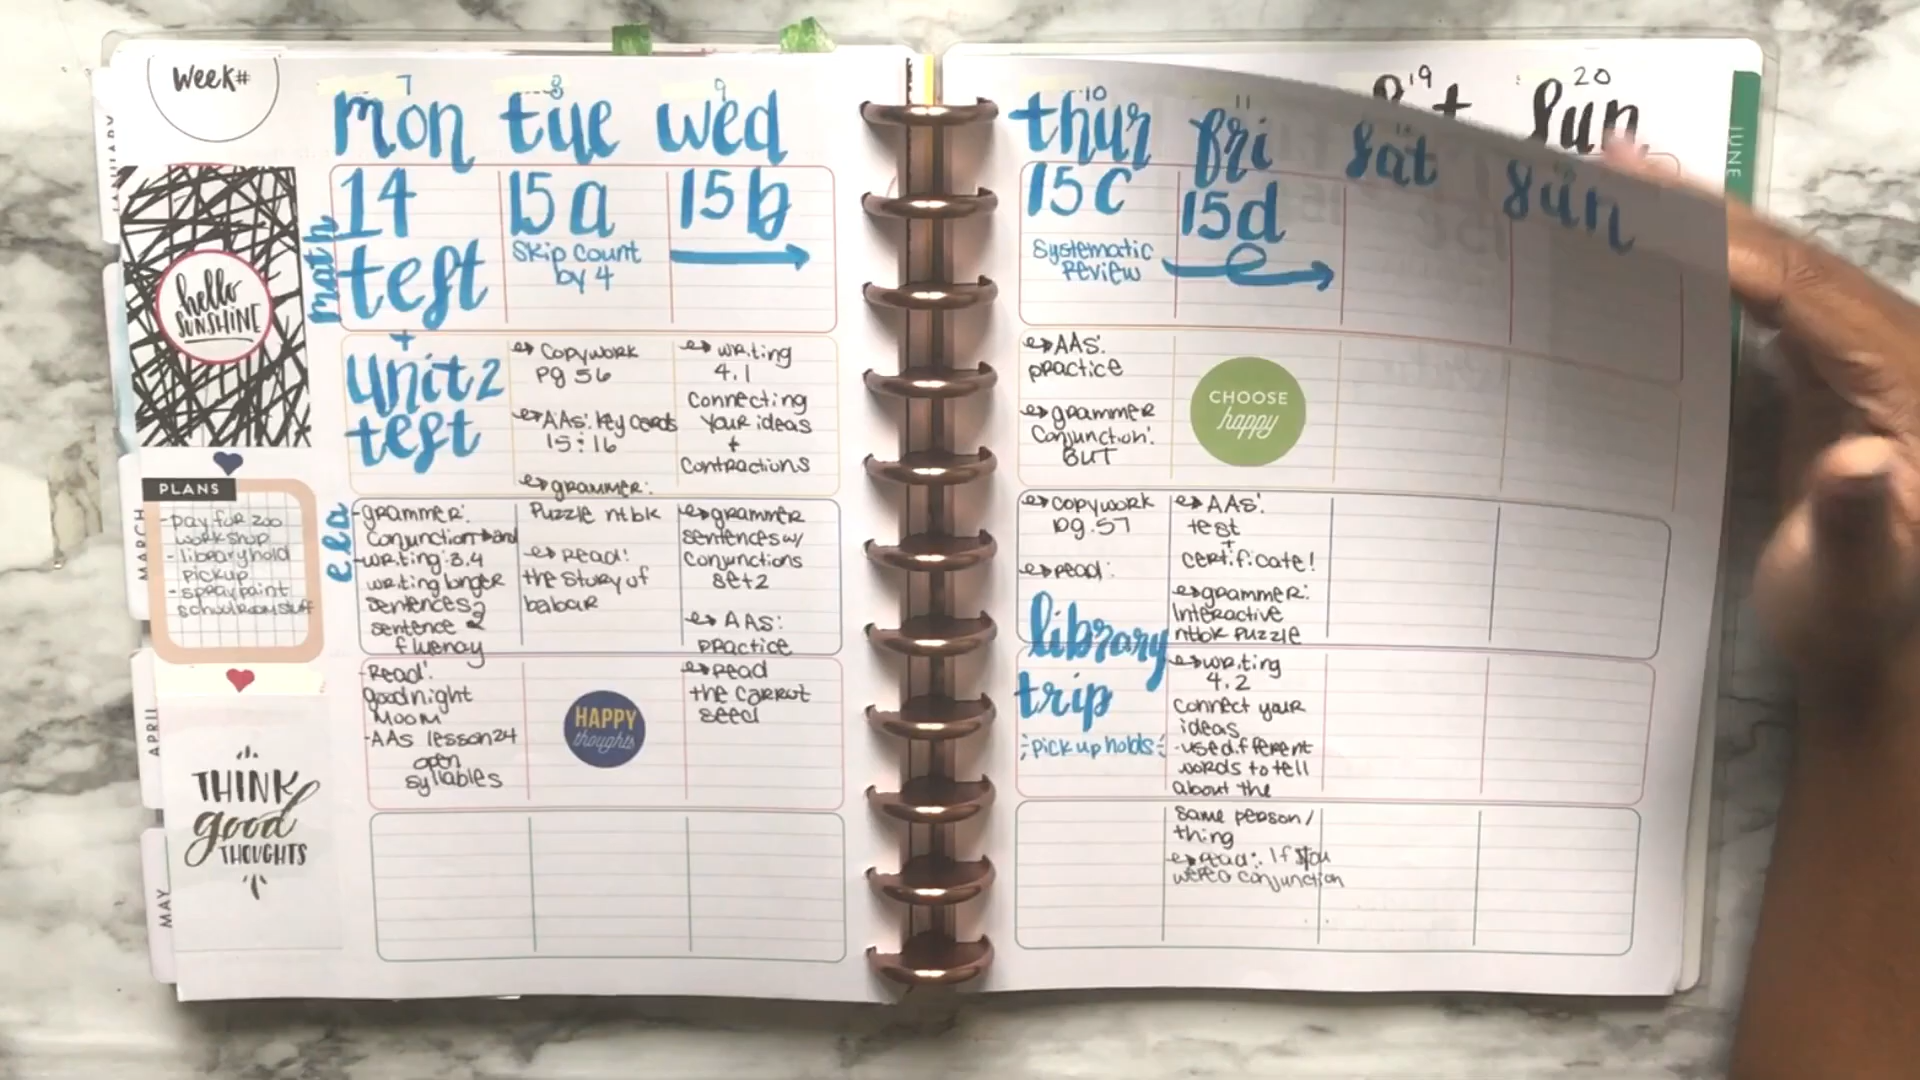 Week#
7
mon
8
tue
9
wed
hello
SUNSHINE
PLANS
-pay for zoo
workshop
-library hold
pickup
-spray paint
schoolroom stuff
THINK
good
THOUGHTS
JANUARY
MARCH
APRIL
MAY
math
14
test
+
unit 2
test
ela
-grammer:
Conjunction and
-writing: 3.4
writing longer
sentences
sentence
fluency
-Read:
goodnight
moom
-AAs lesson 24
open
syllables
15a
Skip count
by 4
Copywork
pg 56
AAs: Key cards
15 : 16
grammer:
Puzzle ntbk
read:
the story of
babar
HAPPY
thoughts
15b
writing
4.1
Connecting
your ideas
+
Contractions
grammer
sentences w/
Conjunctions
set 2
AAs:
practice
read
the carrot
seed
10
thur
11
fri
sat
sun
19
20
Sun
JUNE
15c
Systematic
Review
AAs:
practice
grammer
Conjunction:
BUT
copywork
pg. 57
read:
library
trip
pick up holds
15d
CHOOSE
happy
AAs:
test
+
certificate!
grammer:
Interactive
ntbk puzzle
writing
4.2
connect your
ideas
-use different
words to tell
about the
same person/
thing
read: If you
were a conjunction